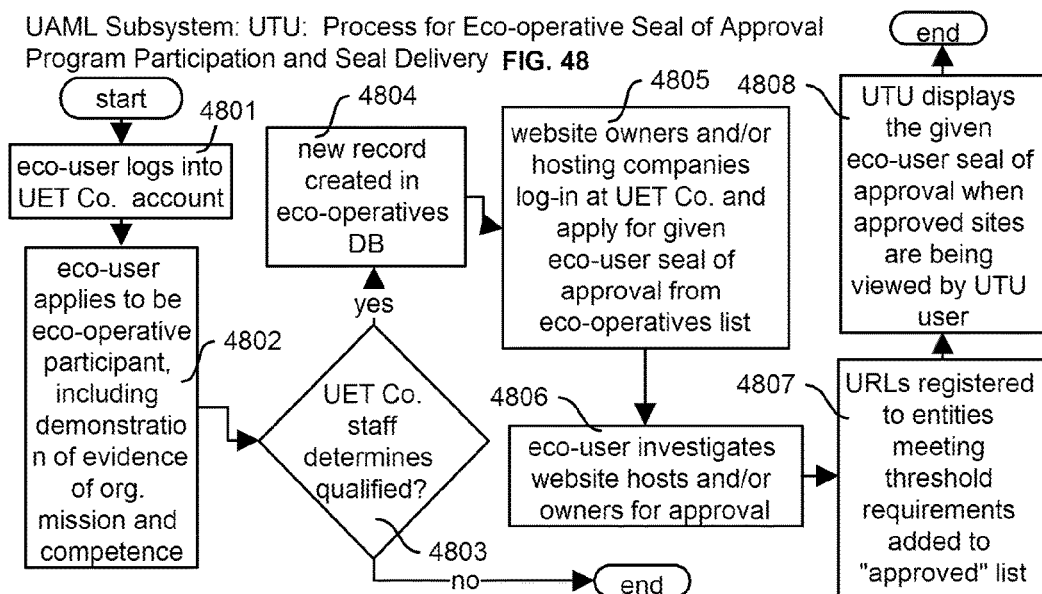 UAML Subsystem: UTU: Process for Eco-operative Seal of Approval
Program Participation and Seal Delivery FIG. 48
start
4801
eco-user logs into
UET Co. account
eco-user
applies to be
eco-operative
participant,
including
demonstratio
n of evidence
of org.
mission and
competence
4802
UET Co.
staff
determines
qualified?
4803
no
end
yes
4804
new record
created in
eco-operatives
DB
4805
website owners and/or
hosting companies
log-in at UET Co. and
apply for given
eco-user seal of
approval from
eco-operatives list
4806
eco-user investigates
website hosts and/or
owners for approval
4807
URLs registered
to entities
meeting
threshold
requirements
added to
"approved" list
4808
UTU displays
the given
eco-user seal of
approval when
approved sites
are being
viewed by UTU
user
end